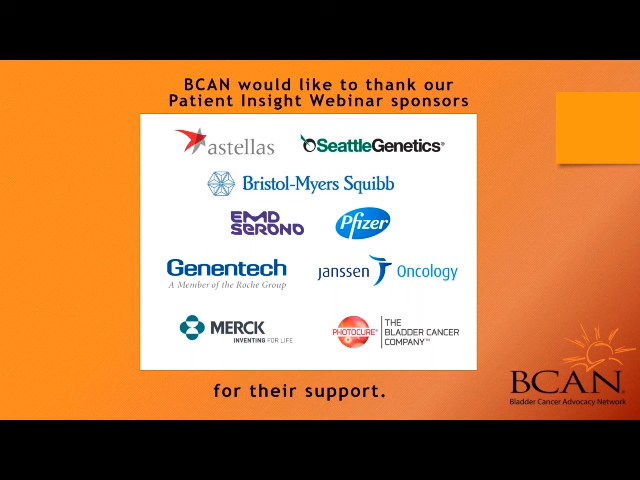 BCAN would like to thank our
Patient Insight Webinar sponsors
astellas
SeattleGenetics®
Bristol-Myers Squibb
EMD
SERONO
Pfizer
Genentech
A Member of the Roche Group
janssen Oncology
MERCK
INVENTING FOR LIFE
PHOTOCURE®
THE
BLADDER CANCER
COMPANY™
for their support.
BCAN
Bladder Cancer Advocacy Network